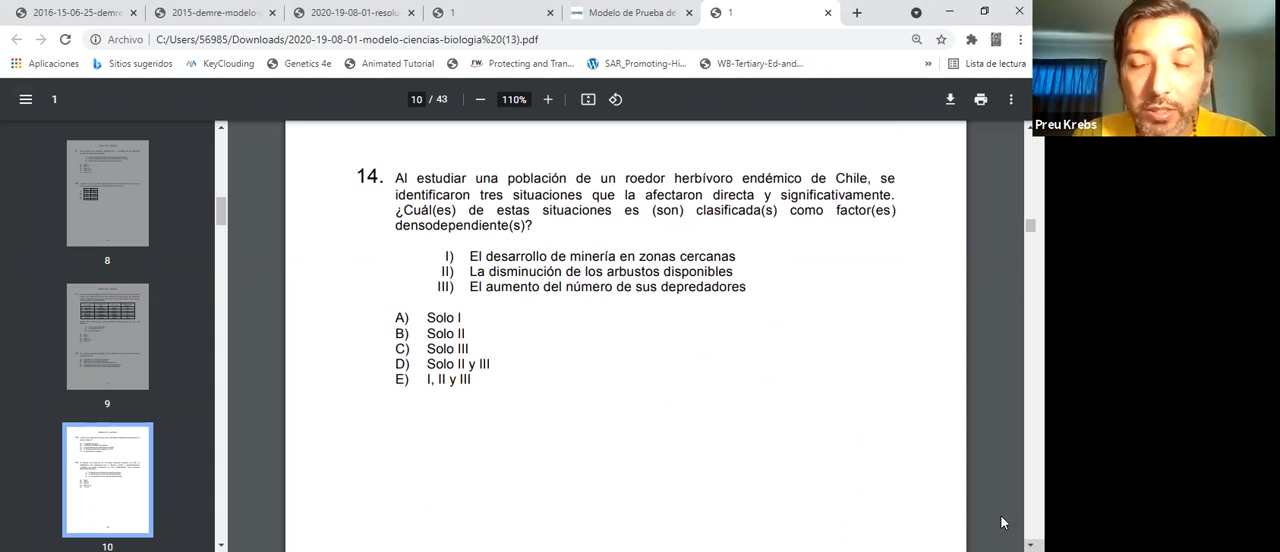 2016-15-06-25-demre
2015-demre-modelo-
2020-19-08-01-resolu
1
Modelo de Prueba de
1
Archivo C:/Users/56985/Downloads/2020-19-08-01-modelo-ciencias-biologia%20(13).pdf
Aplicaciones Sitios sugeridos KeyClouding Genetics 4e Animated Tutorial Protecting and Tran... SAR_Promoting-Hi... WB-Tertiary-Ed-and... » Lista de lectura
1 10 / 43 110%
Preu Krebs
14. Al estudiar una población de un roedor herbívoro endémico de Chile, se
identificaron tres situaciones que la afectaron directa y significativamente.
¿Cuál(es) de estas situaciones es (son) clasificada(s) como factor(es)
densodependiente(s)?
I) El desarrollo de minería en zonas cercanas
II) La disminución de los arbustos disponibles
III) El aumento del número de sus depredadores
A) Solo I
B) Solo II
C) Solo III
D) Solo II y III
E) I, II y III
8
9
10